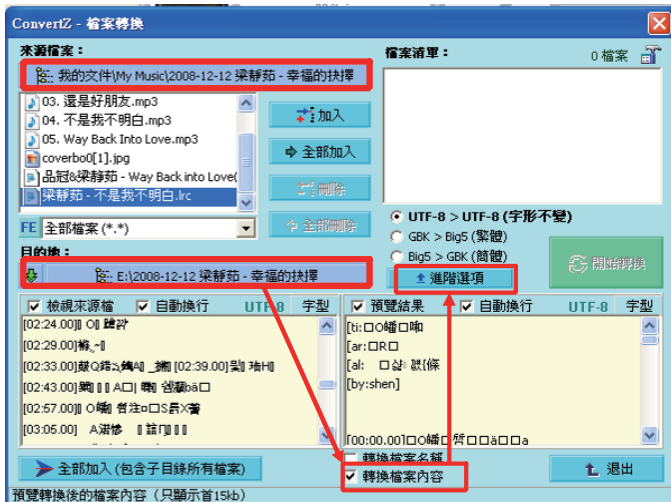 ConvertZ - 檔案轉換
來源檔案：
我的文件\My Music\2008-12-12 梁靜茹 - 幸福的抉擇
03. 還是好朋友.mp3
04. 不是我不明白.mp3
05. Way Back Into Love.mp3
coverbo0[1].jpg
品冠&梁靜茹 - Way Back into Love(
梁靜茹 - 不是我不明白.lrc
FE 全部檔案 (*.*)
加入
全部加入
刪除
全部刪除
檔案清單： 0 檔案
UTF-8 > UTF-8 (字形不變)
GBK > Big5 (繁體)
Big5 > GBK (簡體)
進階選項
開始轉換
目的地：
E:\2008-12-12 梁靜茹 - 幸福的抉擇
檢視來源檔 自動換行 UTF-8 字型
[02:24.00]
[02:29.00]
[02:33.00] [02:39.00]
[02:43.00]
[02:57.00]
[03:05.00]
預覽結果 自動換行 UTF-8 字型
[ti:
[ar:
[al:
[by:shen]
[00:00.00]
全部加入 (包含子目錄所有檔案)
轉換檔案名稱
轉換檔案內容
退出
預覽轉換後的檔案內容（只顯示首15kb）